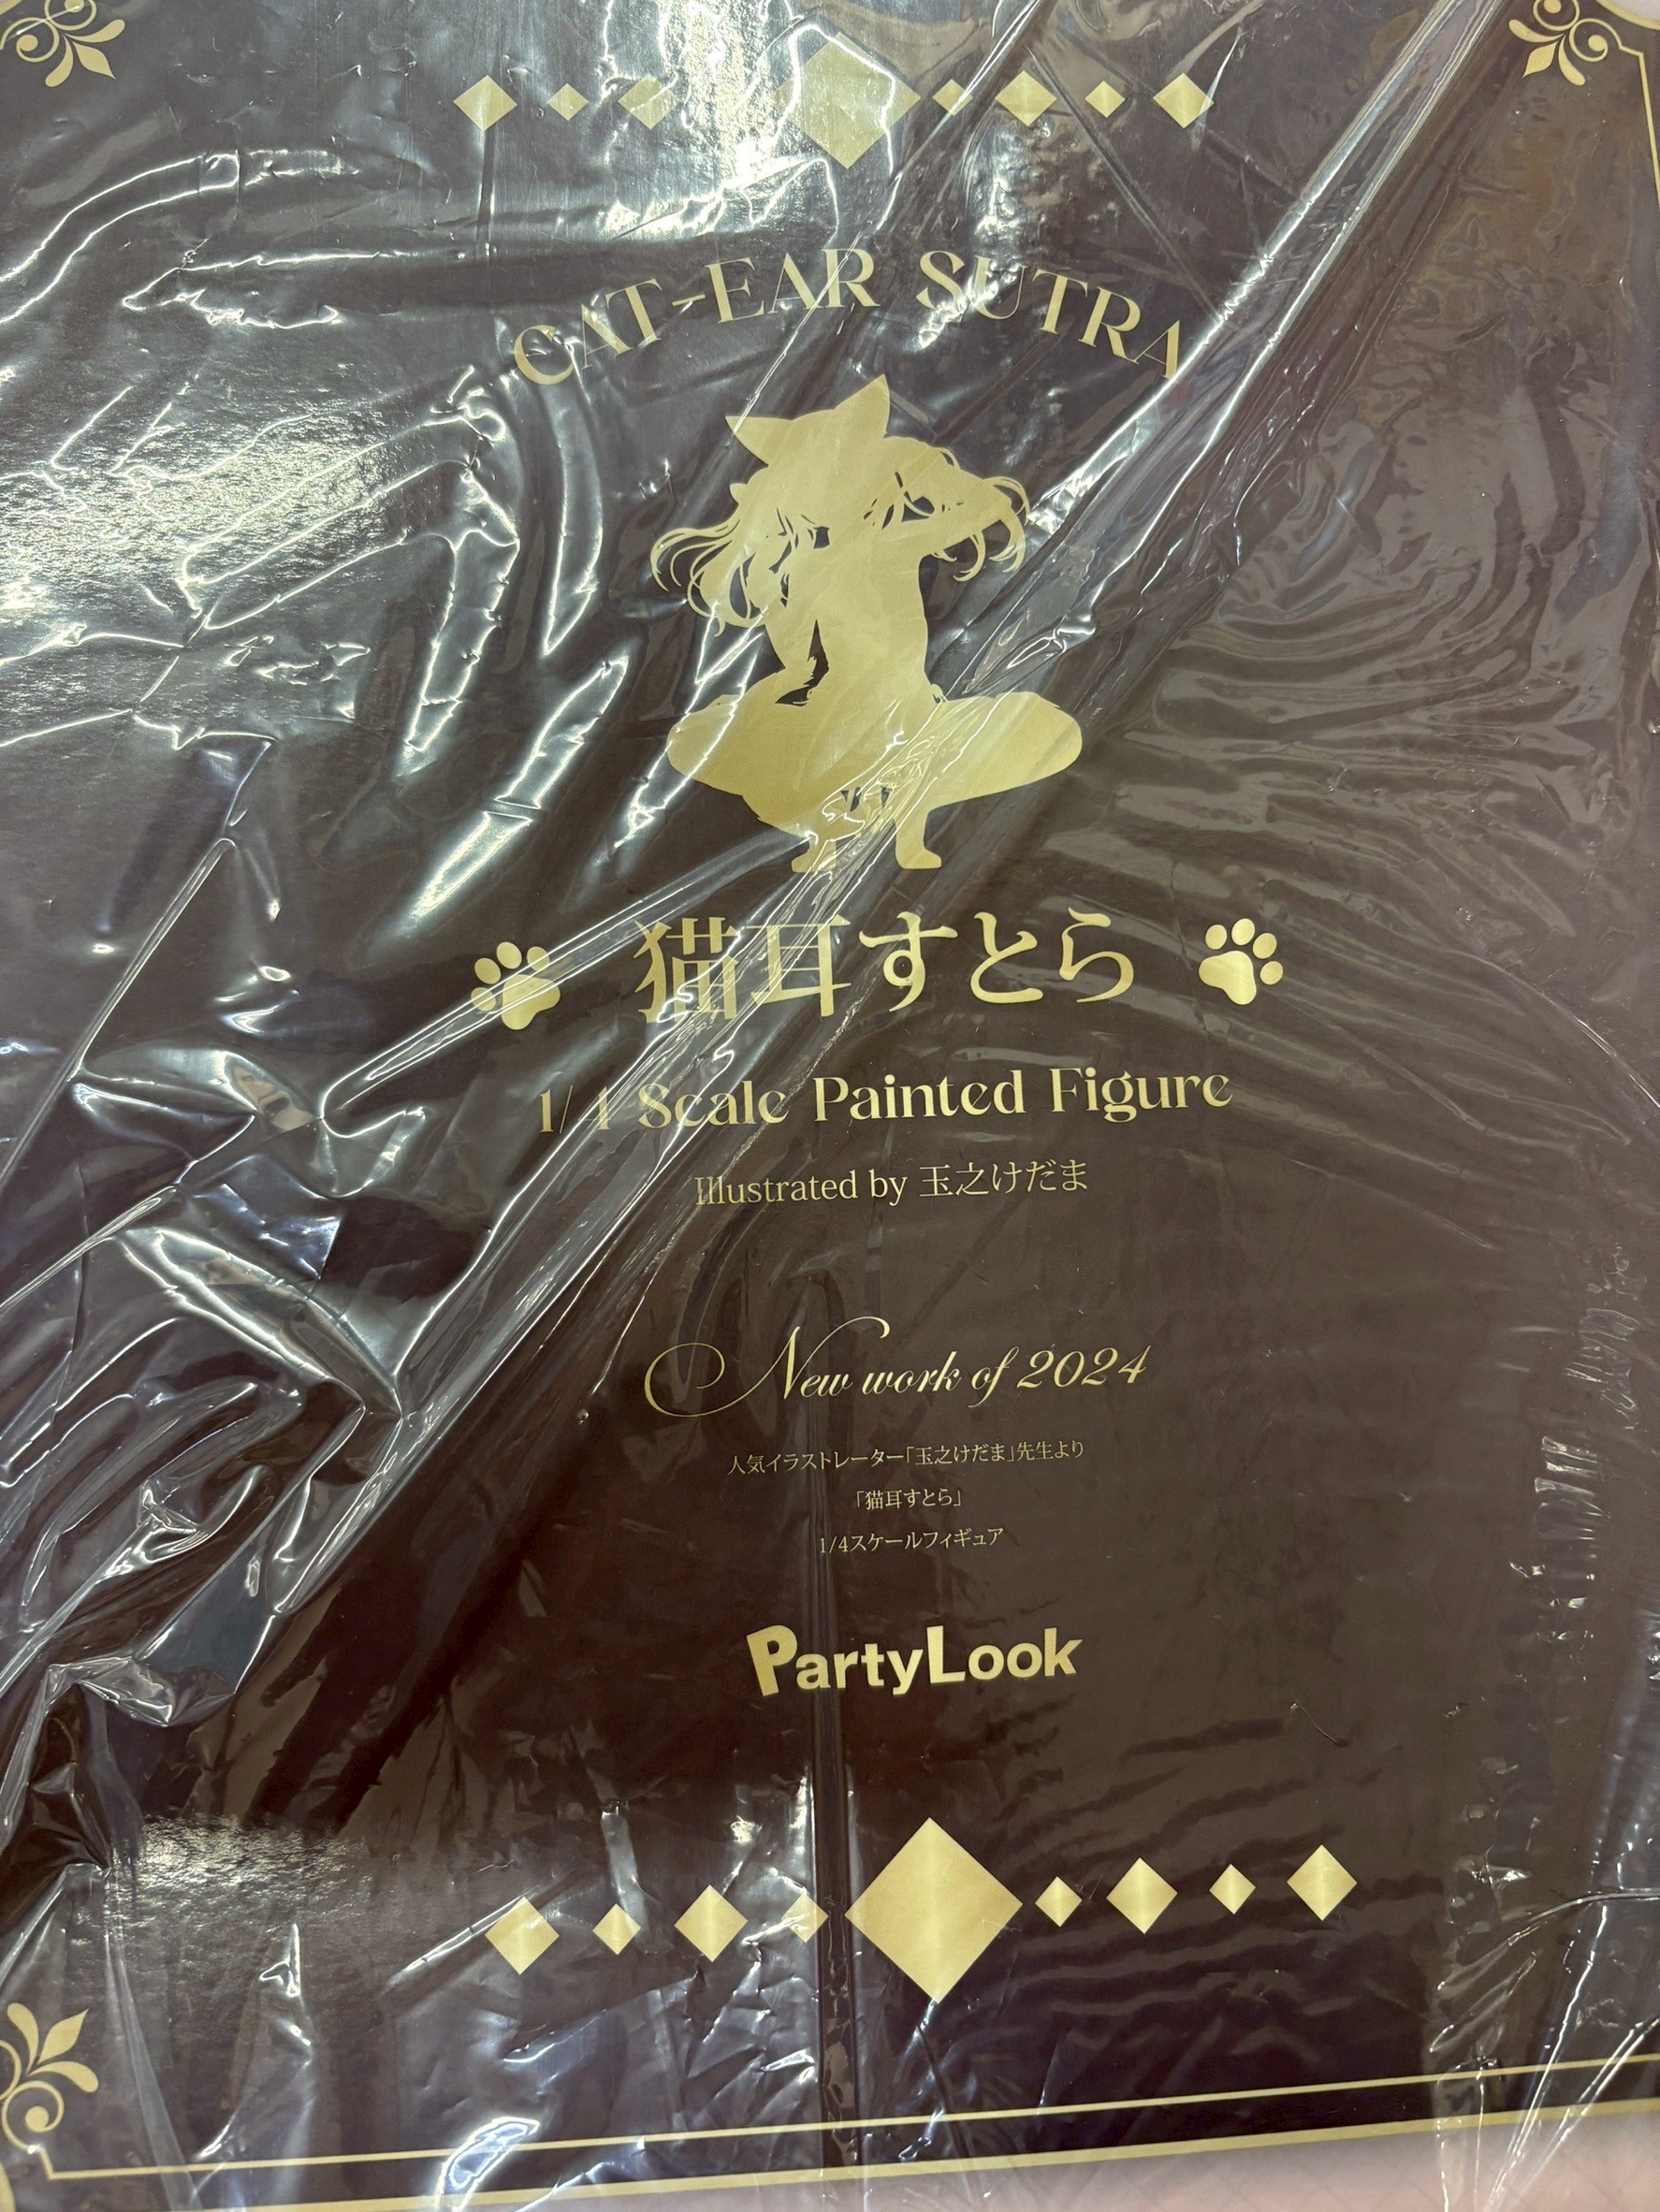 CAT-EAR SUTRA
猫耳すとら
1/4 Scale Painted Figure
Illustrated by 玉之けだま
New work of 2024
人気イラストレーター「玉之けだま」先生より
「猫耳すとら」
1/4スケールフィギュア
PartyLook